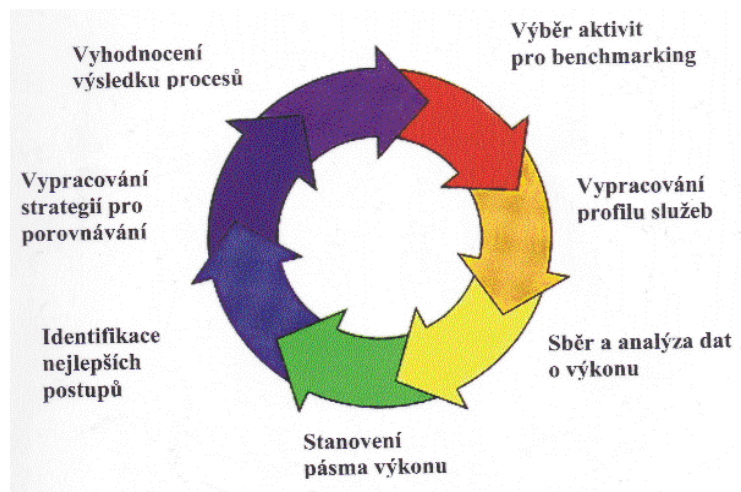 Výběr aktivit
pro benchmarking
Vypracování
profilu služeb
Sběr a analýza dat
o výkonu
Stanovení
pásma výkonu
Identifikace
nejlepších
postupů
Vypracování
strategií pro
porovnávání
Vyhodnocení
výsledku procesů